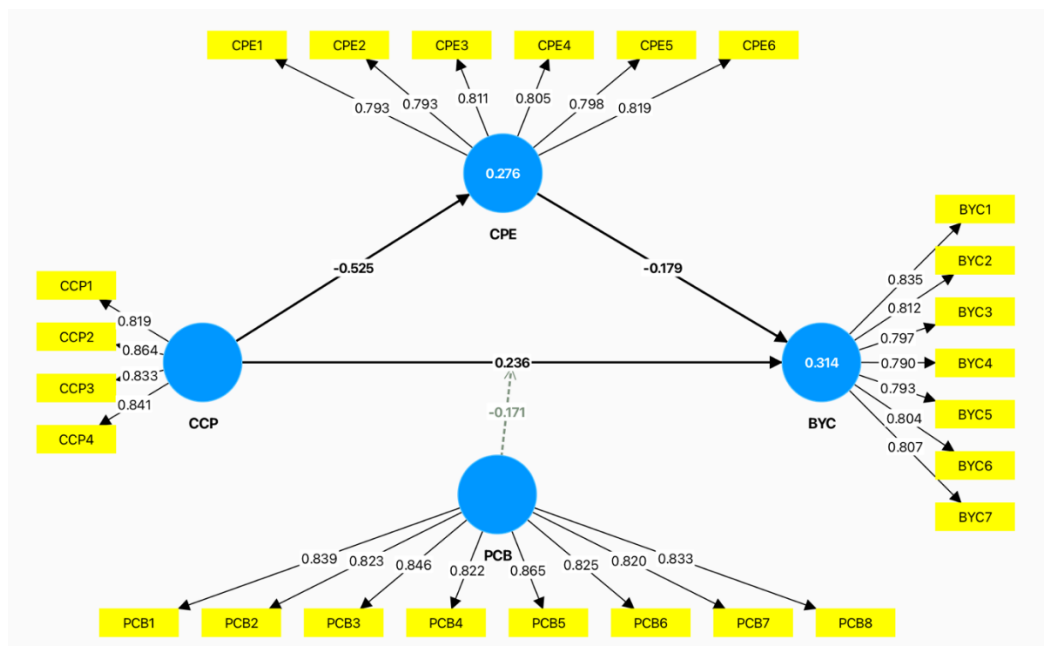 CPE1 CPE2 CPE3 CPE4 CPE5 CPE6
0.793 0.793 0.811 0.805 0.798 0.819
0.276
CPE
BYC1
BYC2
BYC3
BYC4
BYC5
BYC6
BYC7
0.835
0.812
0.797
0.790
0.793
0.804
0.807
-0.525
-0.179
CCP1
CCP2
CCP3
CCP4
0.819
0.864
0.833
0.841
CCP
0.236
0.314
BYC
-0.171
PCB
0.839 0.823 0.846 0.822 0.865 0.825 0.820 0.833
PCB1 PCB2 PCB3 PCB4 PCB5 PCB6 PCB7 PCB8